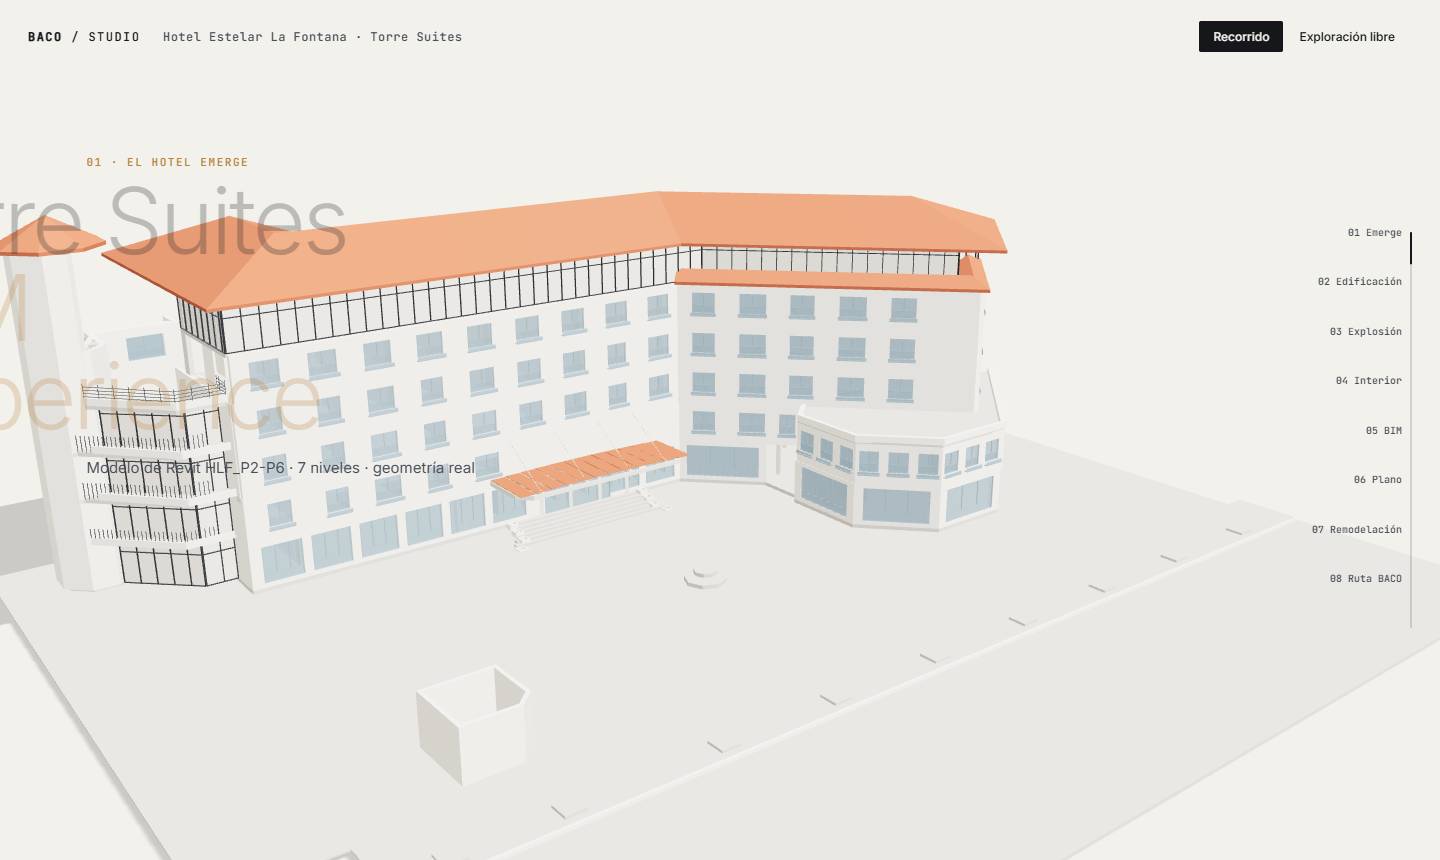 BACO / STUDIO Hotel Estelar La Fontana · Torre Suites
Recorrido
Exploración libre
01 · EL HOTEL EMERGE
Suites
Modelo de Revit HLF_P2-P6 · 7 niveles · geometría real
01 Emerge
02 Edificación
03 Explosión
04 Interior
05 BIM
06 Plano
07 Remodelación
08 Ruta BACO